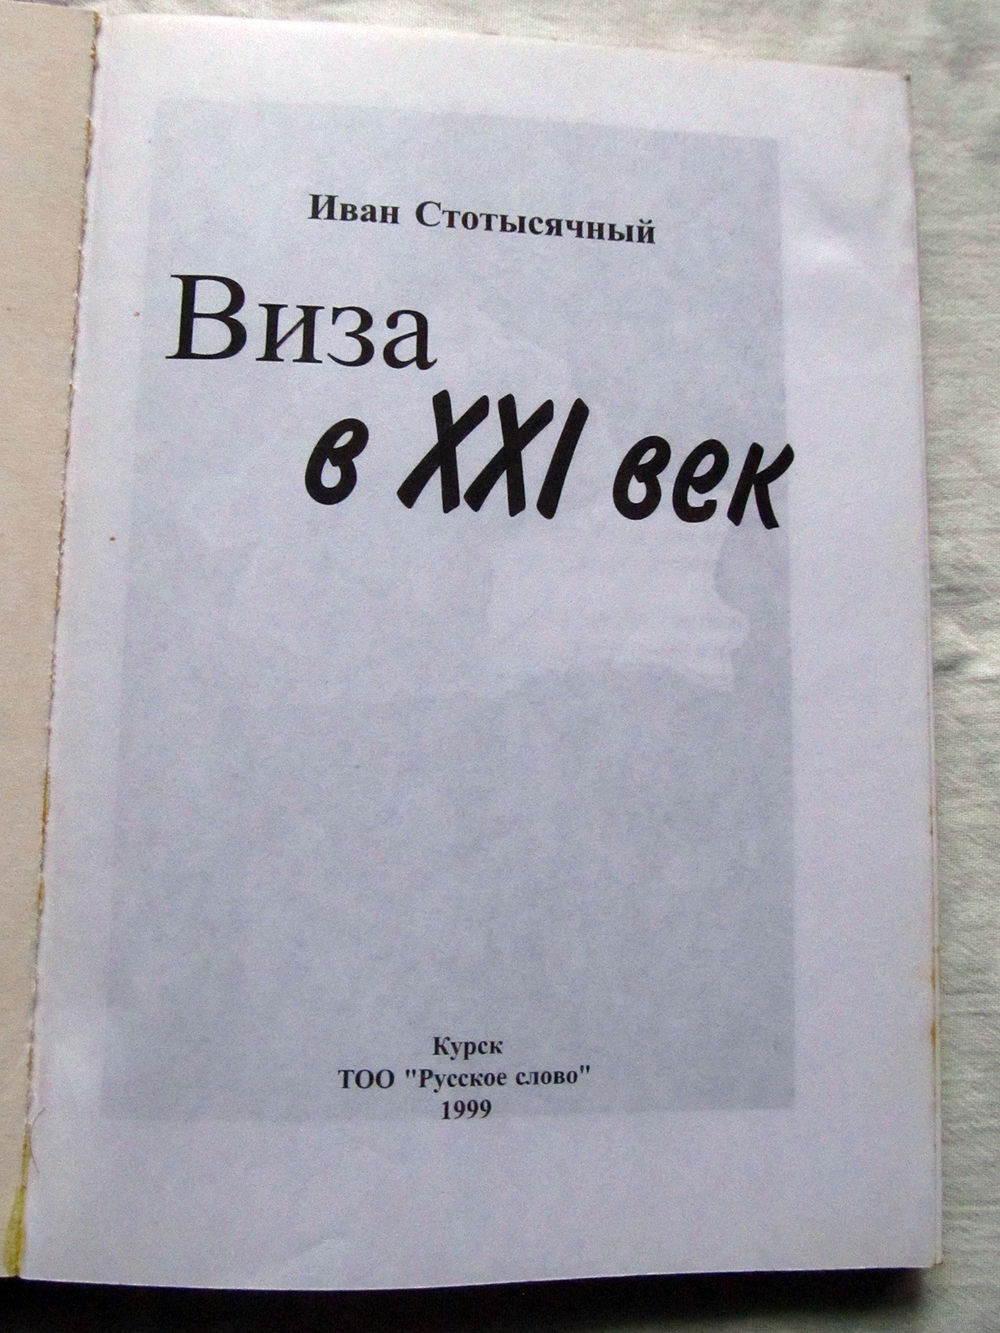 Иван Стотысячный
Виза
в XXI век
Курск
ТОО "Русское слово"
1999